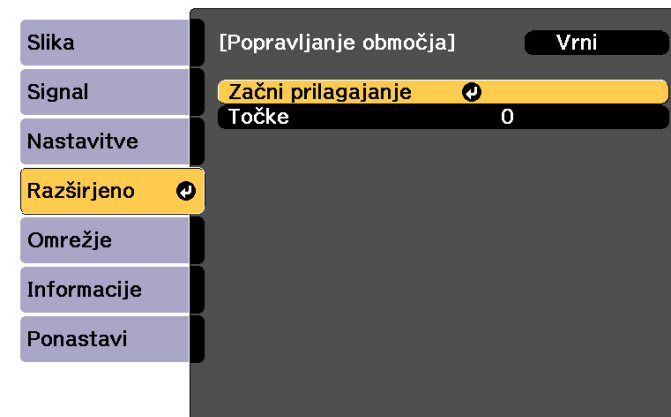 Slika
Signal
Nastavitve
Razširjeno
Omrežje
Informacije
Ponastavi
[Popravljanje območja] Vrni
Začni prilagajanje
Točke 0